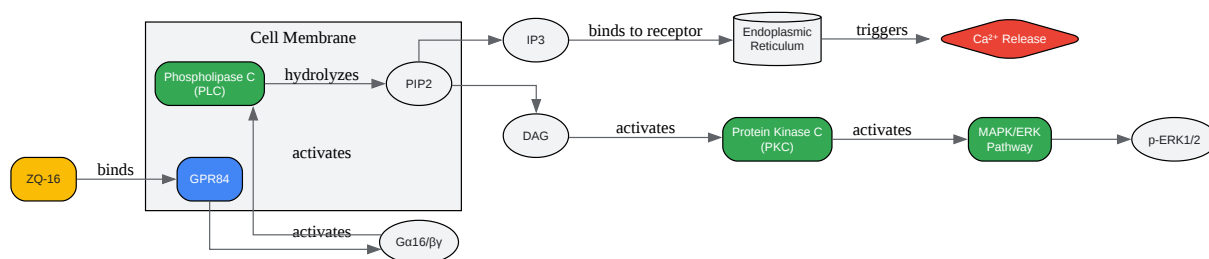 Cell Membrane
IP3
binds to receptor
Endoplasmic
Reticulum
triggers
Ca²⁺ Release
Phospholipase C
(PLC)
hydrolyzes
PIP2
DAG
activates
Protein Kinase C
(PKC)
activates
MAPK/ERK
Pathway
p-ERK1/2
activates
ZQ-16
binds
GPR84
activates
Gα16/βγ